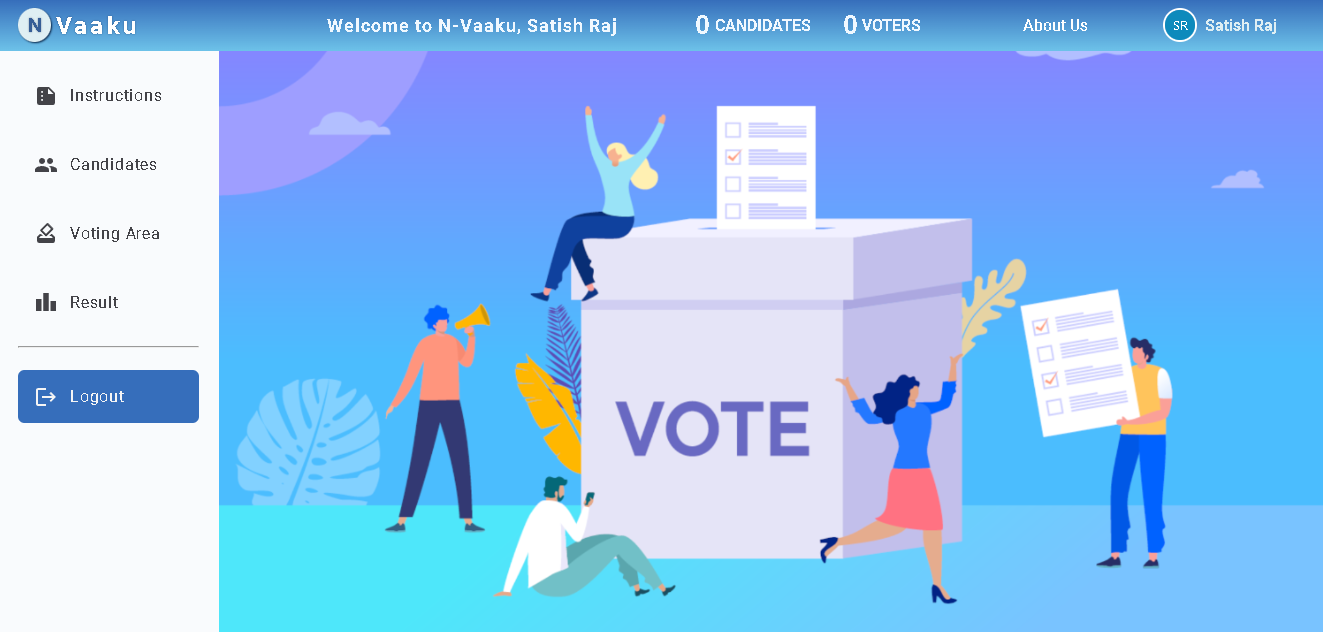 N Vaaku
Welcome to N-Vaaku, Satish Raj
0 CANDIDATES
0 VOTERS
About Us
SR Satish Raj
Instructions
Candidates
Voting Area
Result
Logout
VOTE